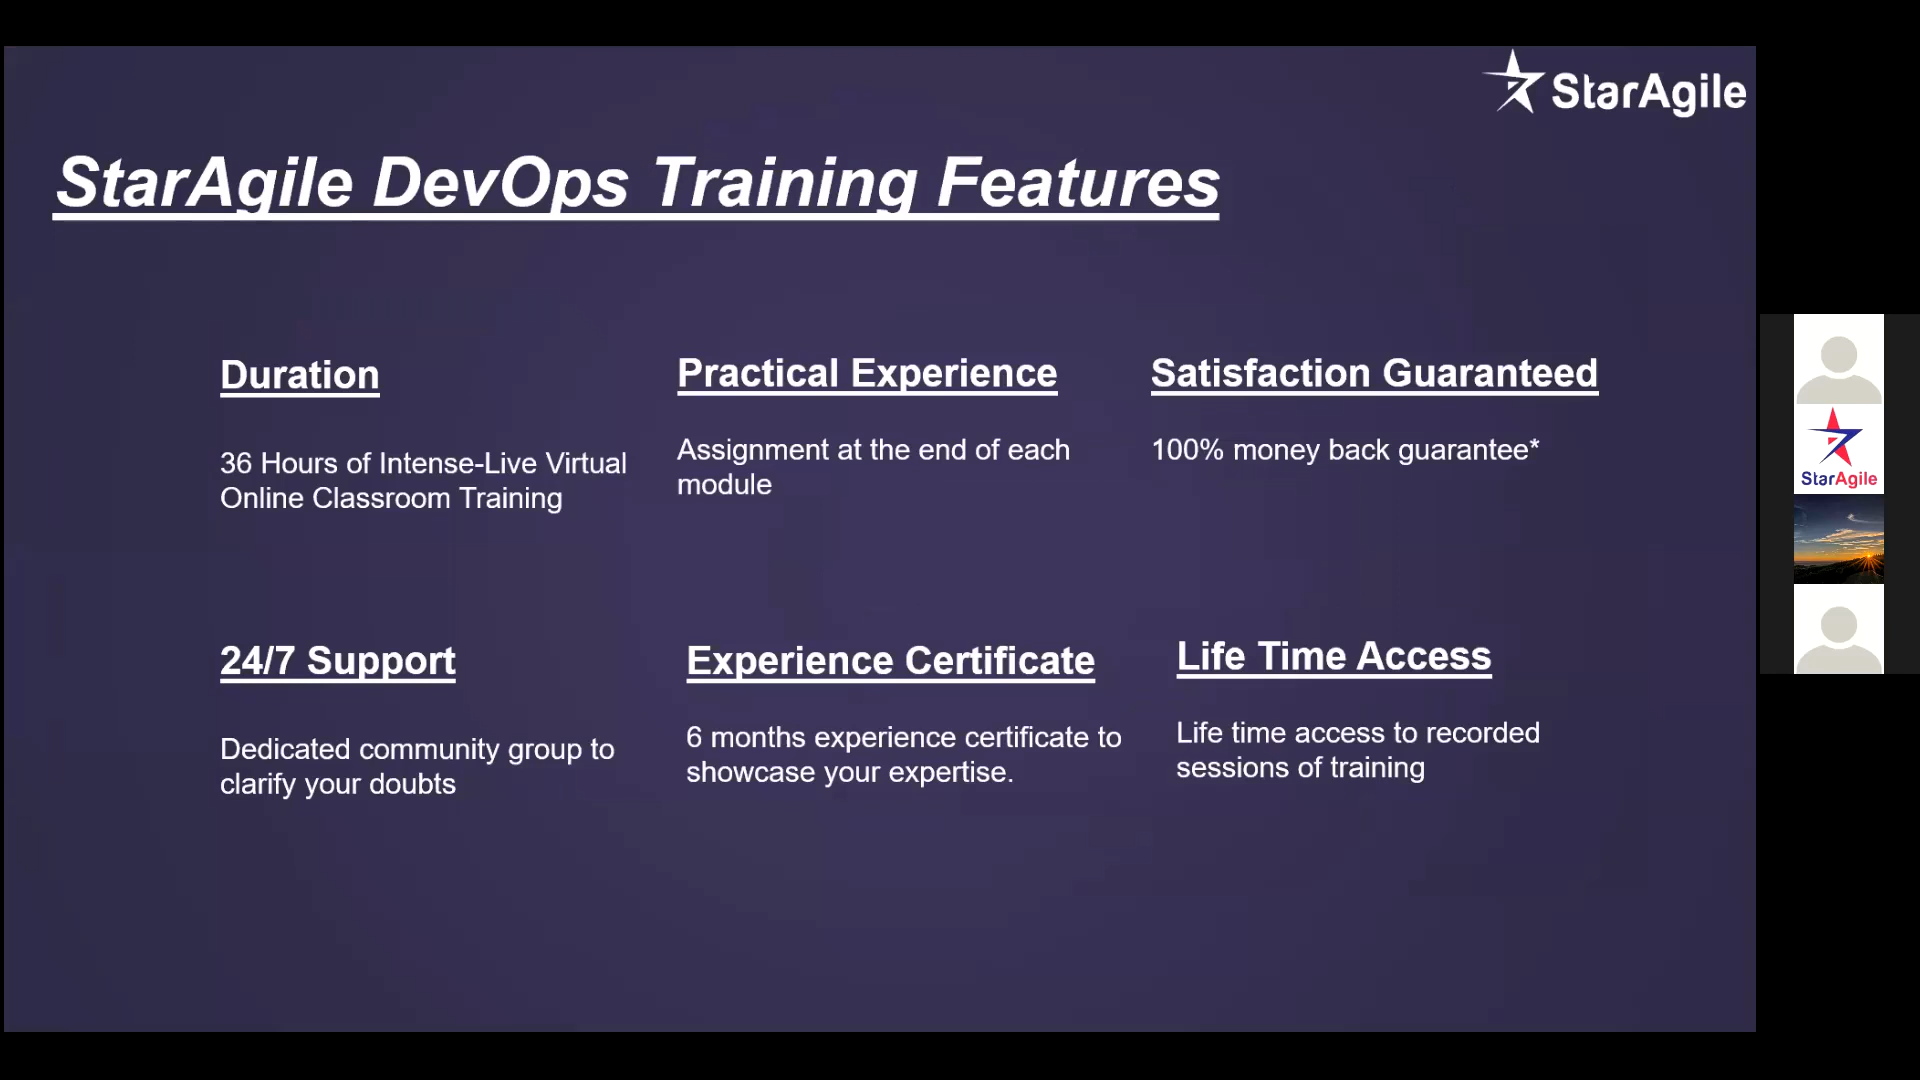 StarAgile
StarAgile DevOps Training Features
Duration
36 Hours of Intense-Live Virtual
Online Classroom Training
Practical Experience
Assignment at the end of each
module
Satisfaction Guaranteed
100% money back guarantee*
24/7 Support
Dedicated community group to
clarify your doubts
Experience Certificate
6 months experience certificate to
showcase your expertise.
Life Time Access
Life time access to recorded
sessions of training
StarAgile